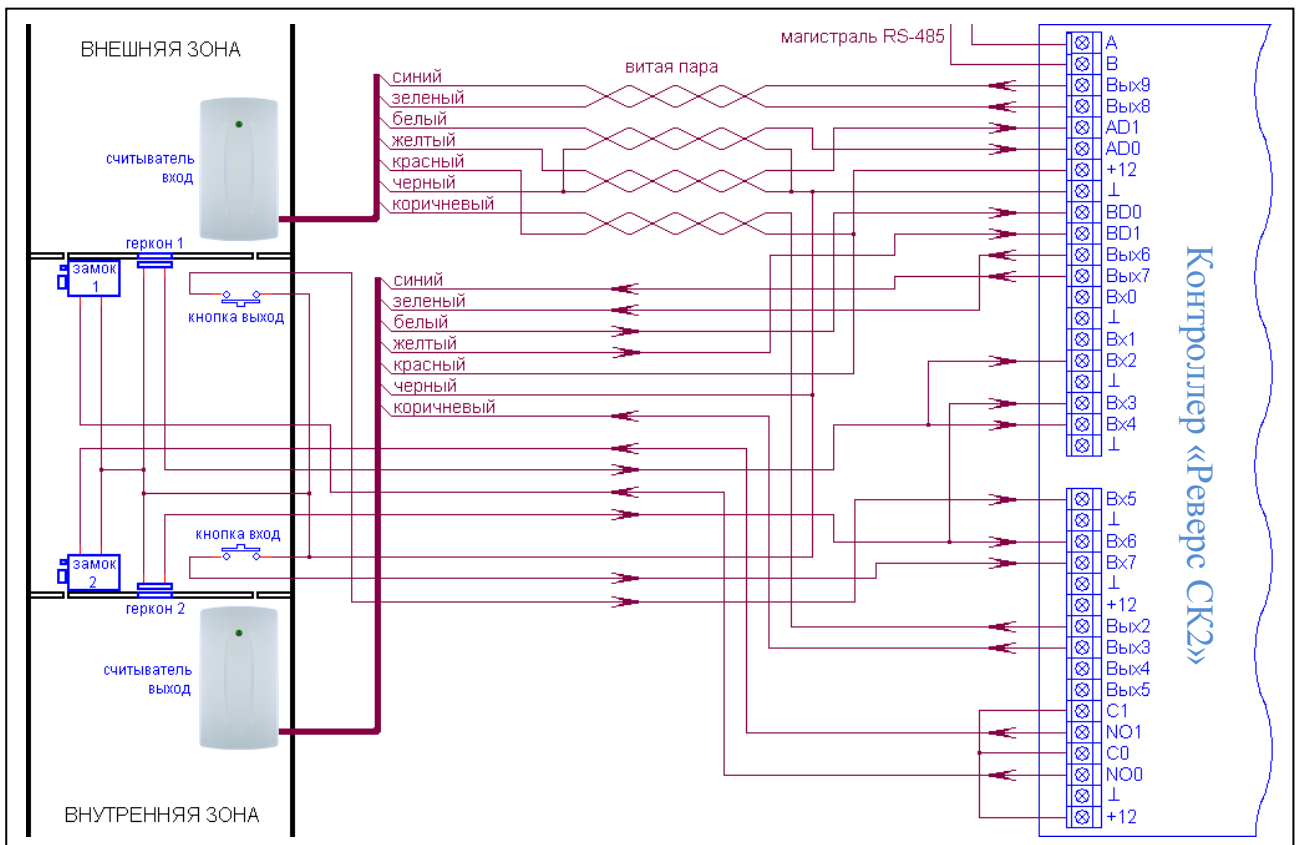 ВНЕШНЯЯ ЗОНА
считыватель
вход
геркон 1
замок
1
кнопка выход
кнопка вход
замок
2
геркон 2
считыватель
выход
ВНУТРЕННЯЯ ЗОНА
магистраль RS-485
витая пара
синий
зеленый
белый
желтый
красный
черный
коричневый
синий
зеленый
белый
желтый
красный
черный
коричневый
A
B
Вых9
Вых8
AD1
AD0
+12
⊥
BD0
BD1
Вых6
Вых7
Вх0
⊥
Вх1
Вх2
⊥
Вх3
Вх4
⊥
Вх5
⊥
Вх6
Вх7
⊥
+12
Вых2
Вых3
Вых4
Вых5
C1
NO1
C0
NO0
⊥
+12
Контроллер «Реверс СК2»